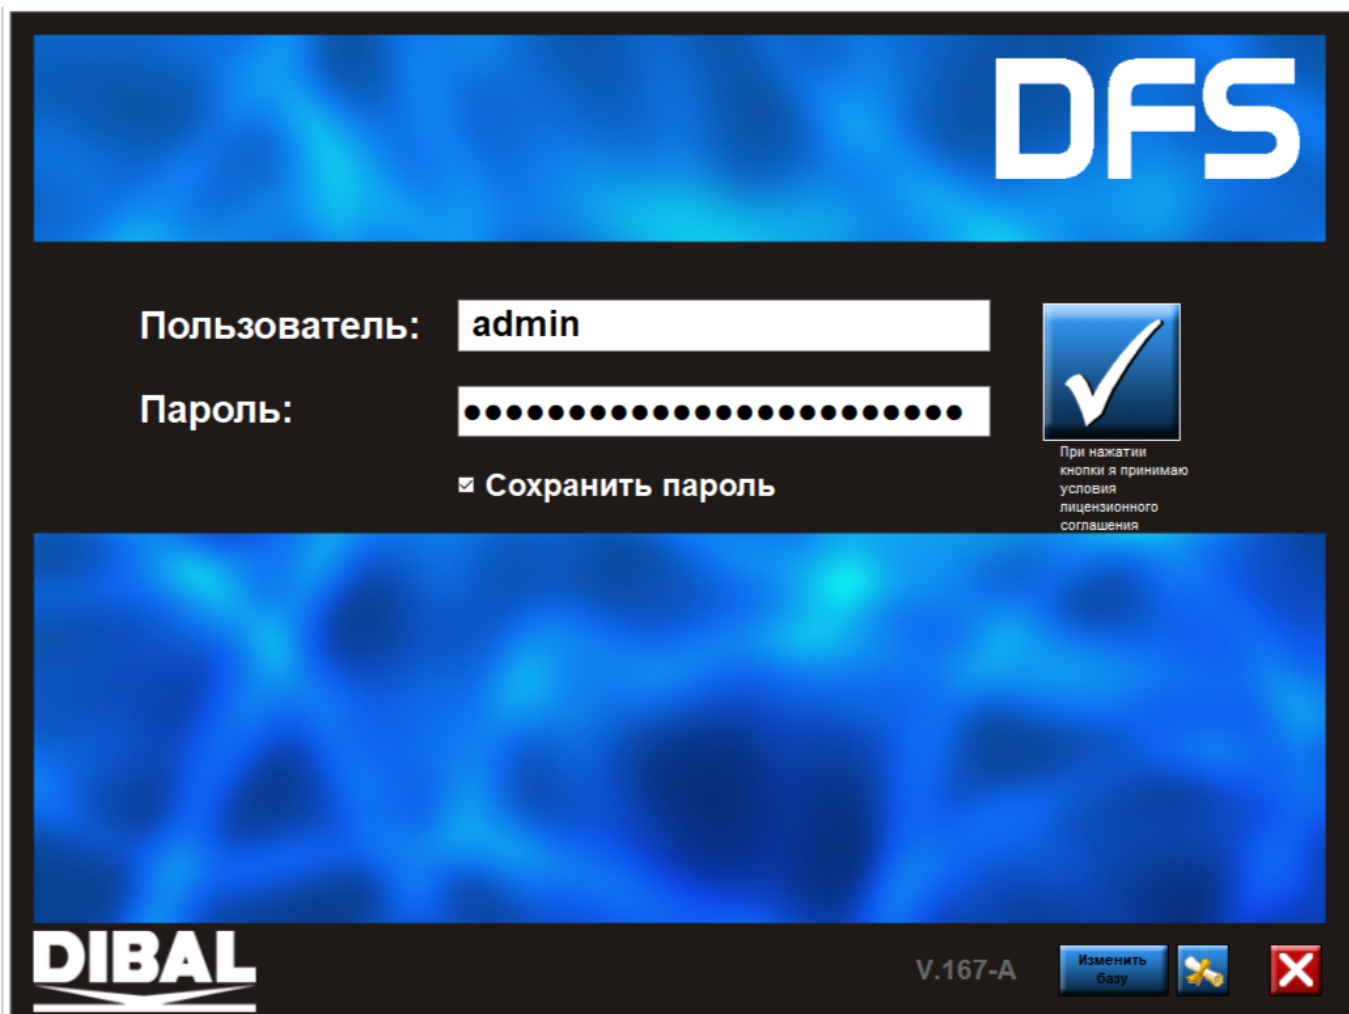 DFS
Пользователь:
admin
Пароль:
●●●●●●●●●●●●●●●●●●●●●●●●
Сохранить пароль
При нажатии
кнопки я принимаю
условия
лицензионного
соглашения
DIBAL
V.167-A
Изменить
базу